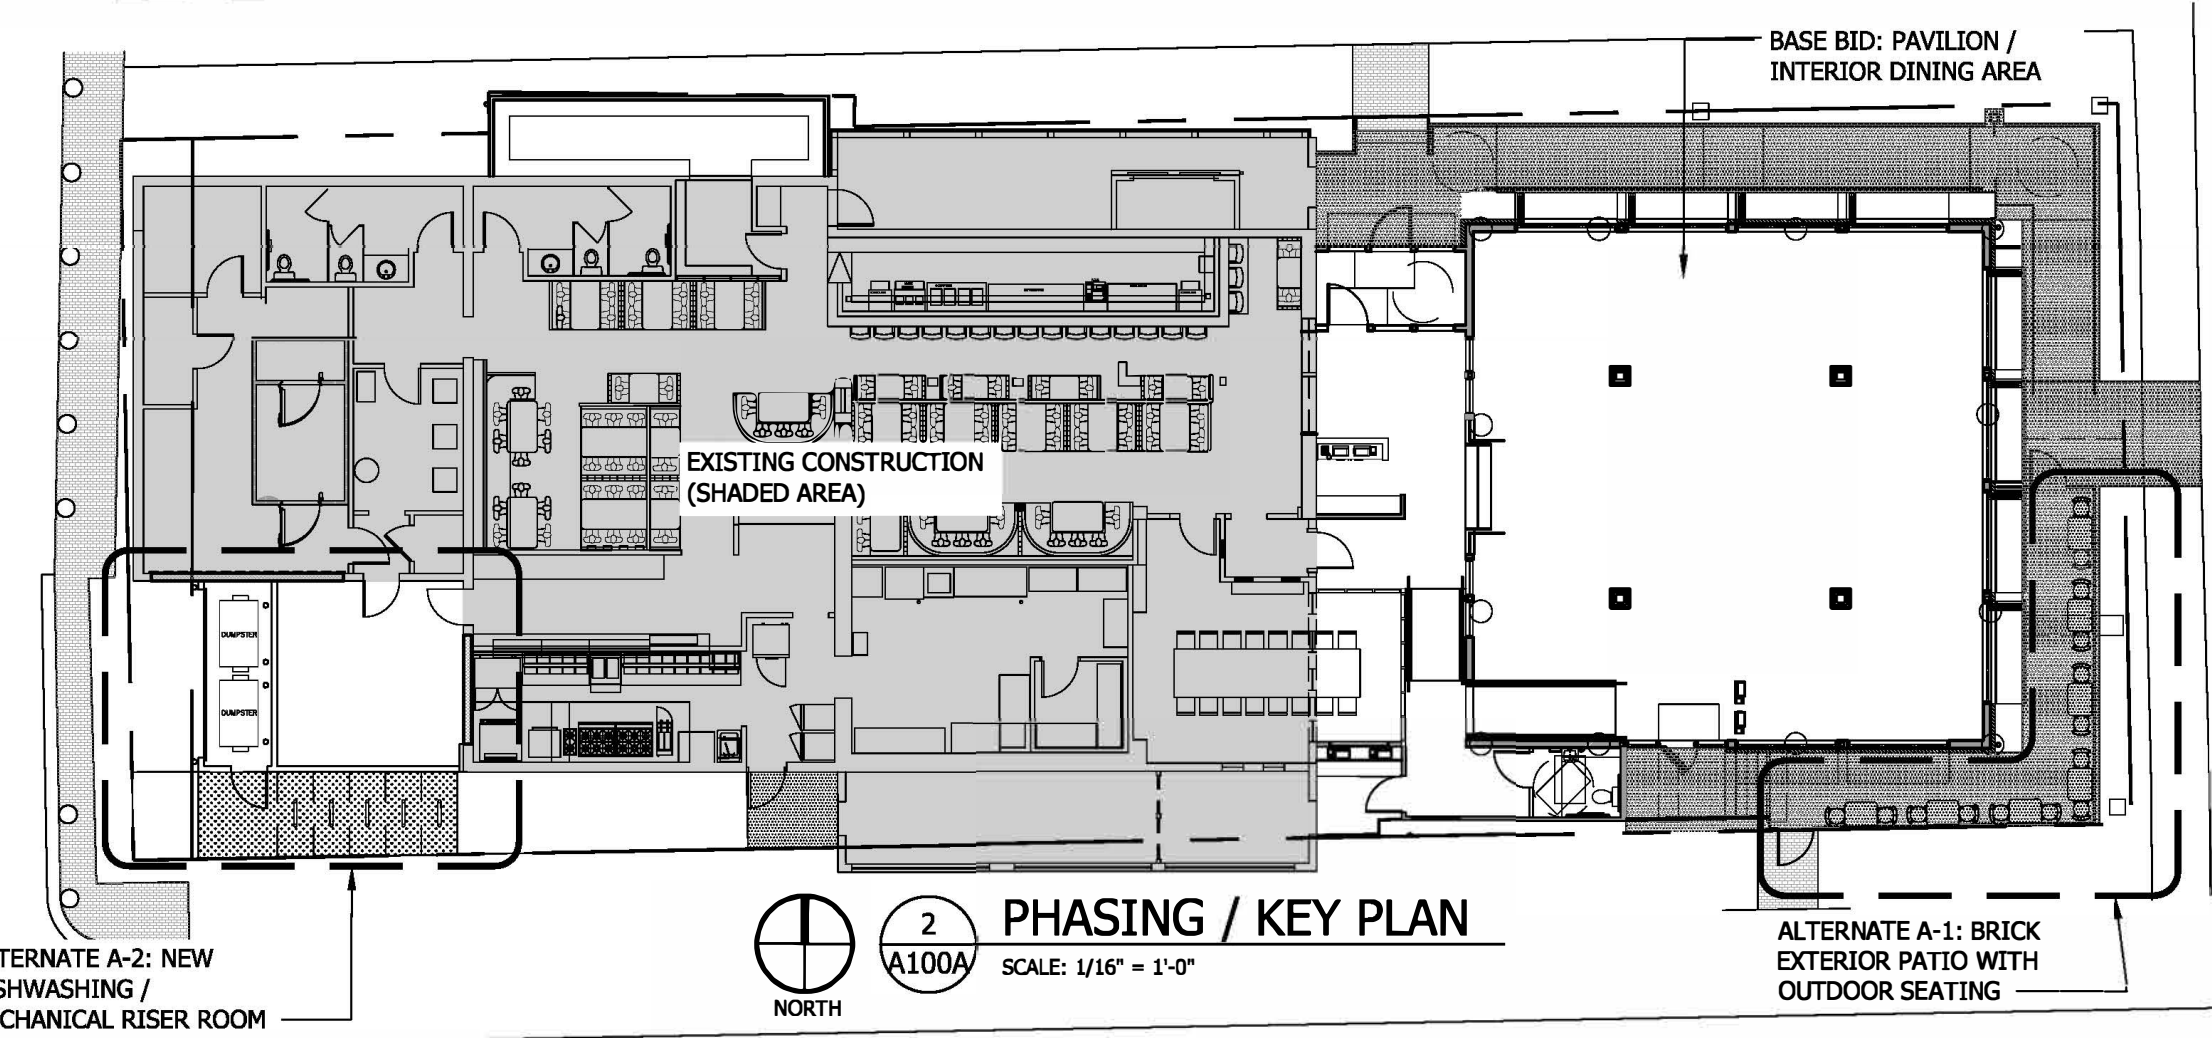 BASE BID: PAVILION /
INTERIOR DINING AREA
EXISTING CONSTRUCTION
(SHADED AREA)
DUMPSTER
DUMPSTER
2
A100A
PHASING / KEY PLAN
SCALE: 1/16" = 1'-0"
NORTH
TERNATE A-2: NEW
SHWASHING /
CHANICAL RISER ROOM
ALTERNATE A-1: BRICK
EXTERIOR PATIO WITH
OUTDOOR SEATING